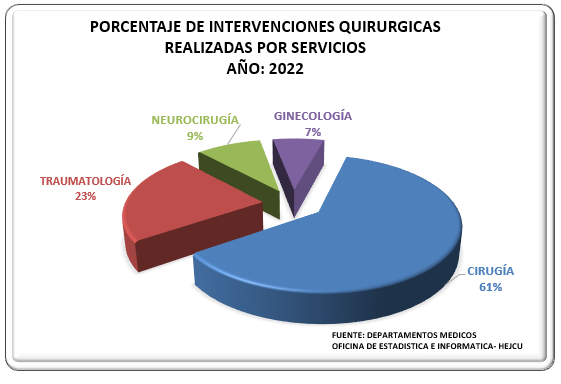 PORCENTAJE DE INTERVENCIONES QUIRURGICAS
REALIZADAS POR SERVICIOS
AÑO: 2022
GINECOLOGÍA
7%
NEUROCIRUGÍA
9%
TRAUMATOLOGÍA
23%
CIRUGÍA
61%
FUENTE: DEPARTAMENTOS MEDICOS
OFICINA DE ESTADISTICA E INFORMATICA- HEJCU